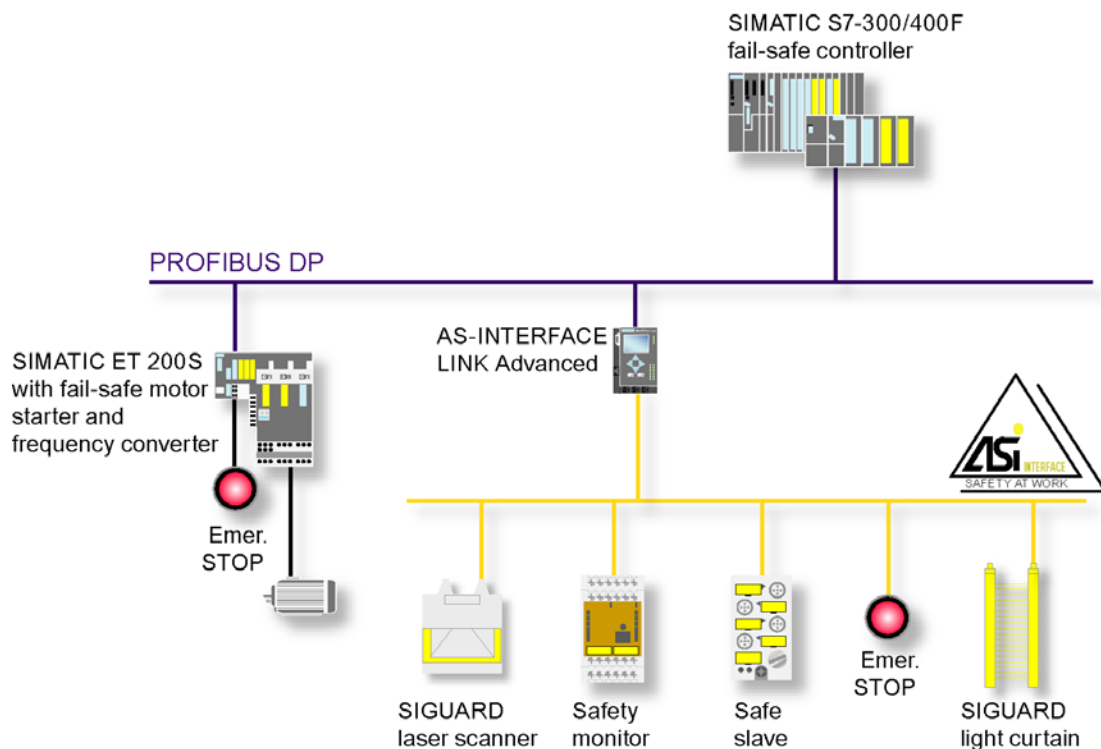 SIMATIC S7-300/400F
fail-safe controller
PROFIBUS DP
AS-INTERFACE
LINK Advanced
SIMATIC ET 200S
with fail-safe motor
starter and
frequency converter
ASi INTERFACE
SAFETY AT WORK
Emer.
STOP
SIGUARD
laser scanner
Safety
monitor
Safe
slave
Emer.
STOP
SIGUARD
light curtain